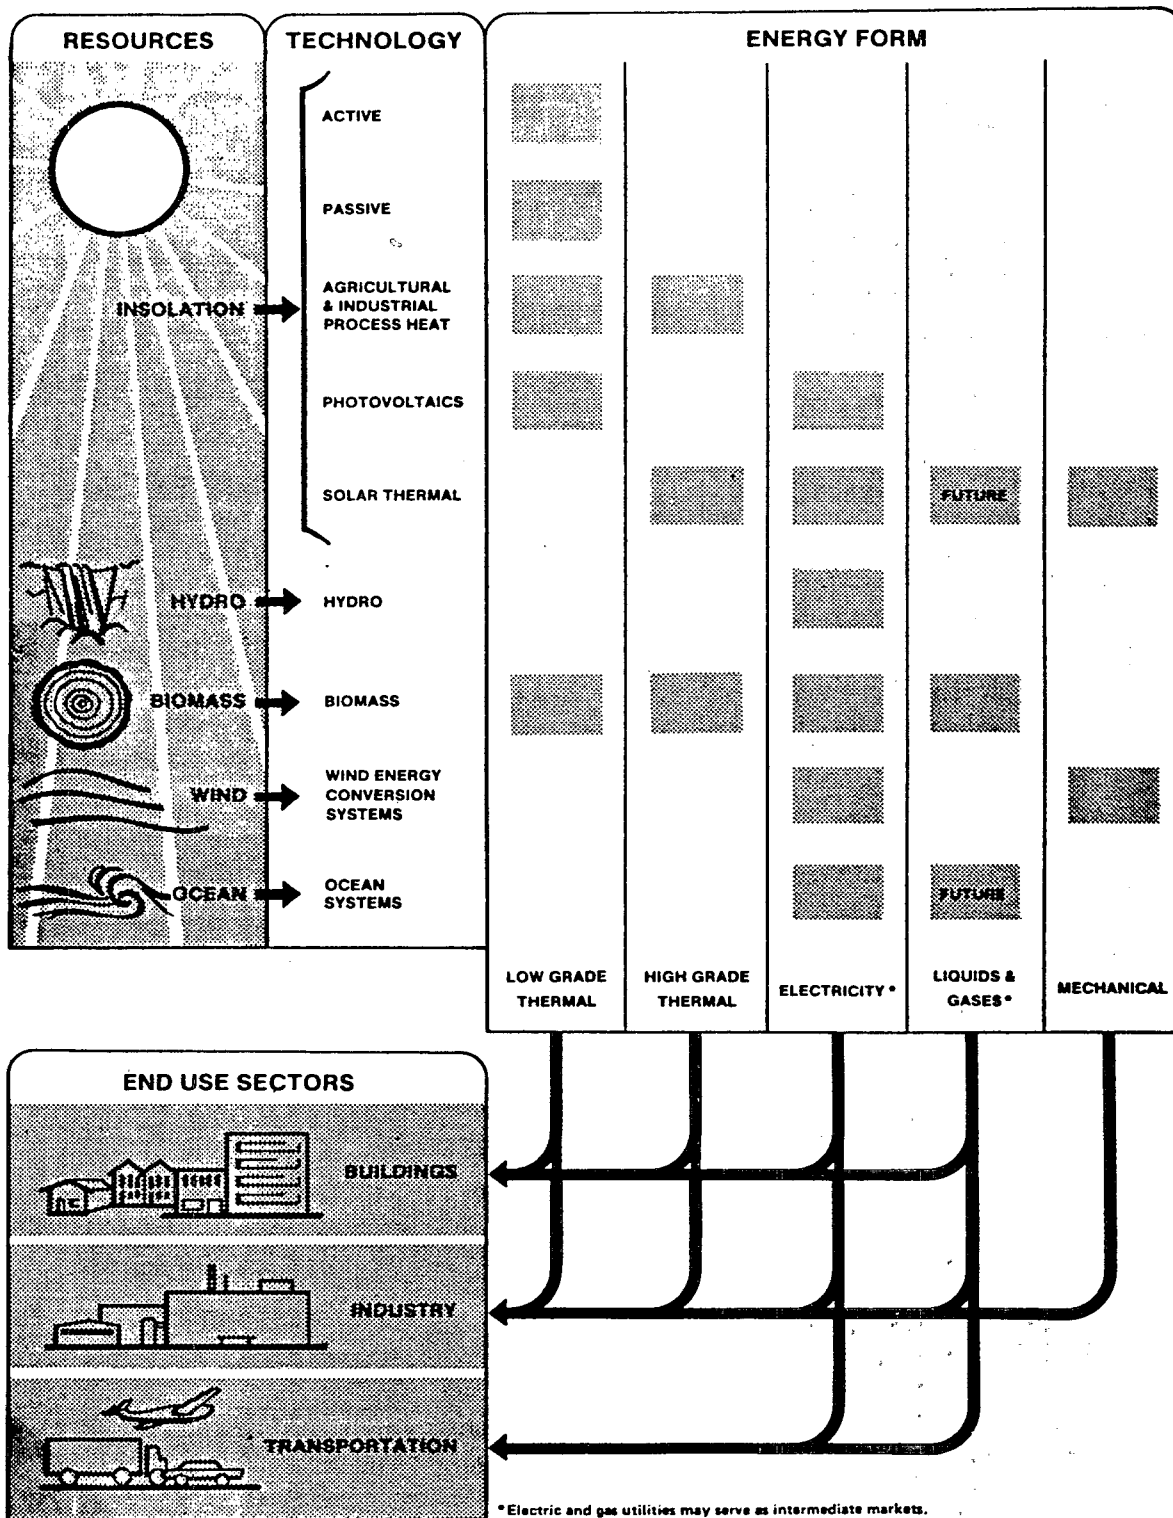 RESOURCES
TECHNOLOGY
ENERGY FORM
ACTIVE
PASSIVE
INSOLATION
AGRICULTURAL
& INDUSTRIAL
PROCESS HEAT
PHOTOVOLTAICS
SOLAR THERMAL
FUTURE
HYDRO
HYDRO
BIOMASS
BIOMASS
WIND
WIND ENERGY
CONVERSION
SYSTEMS
OCEAN
OCEAN
SYSTEMS
FUTURE
LOW GRADE
THERMAL
HIGH GRADE
THERMAL
ELECTRICITY*
LIQUIDS &
GASES*
MECHANICAL
END USE SECTORS
BUILDINGS
INDUSTRY
TRANSPORTATION
*Electric and gas utilities may serve as intermediate markets.